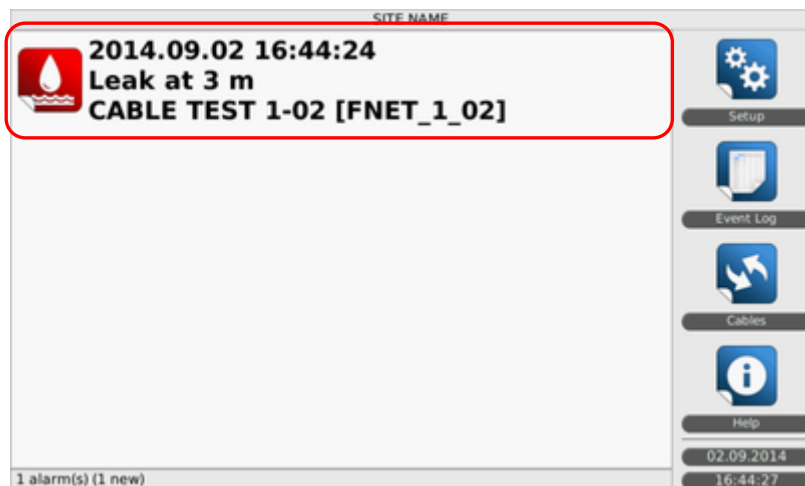 SITE NAME
2014.09.02 16:44:24
Leak at 3 m
CABLE TEST 1-02 [FNET_1_02]
Setup
Event Log
Cables
Help
02.09.2014
16:44:27
1 alarm(s) (1 new)